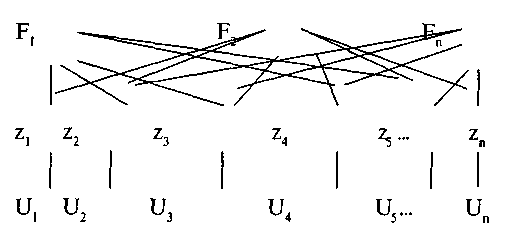 F₁ F₂ Fₙ
z₁ z₂ z₃ z₄ z₅ ... zₙ
U₁ U₂ U₃ U₄ U₅... Uₙ